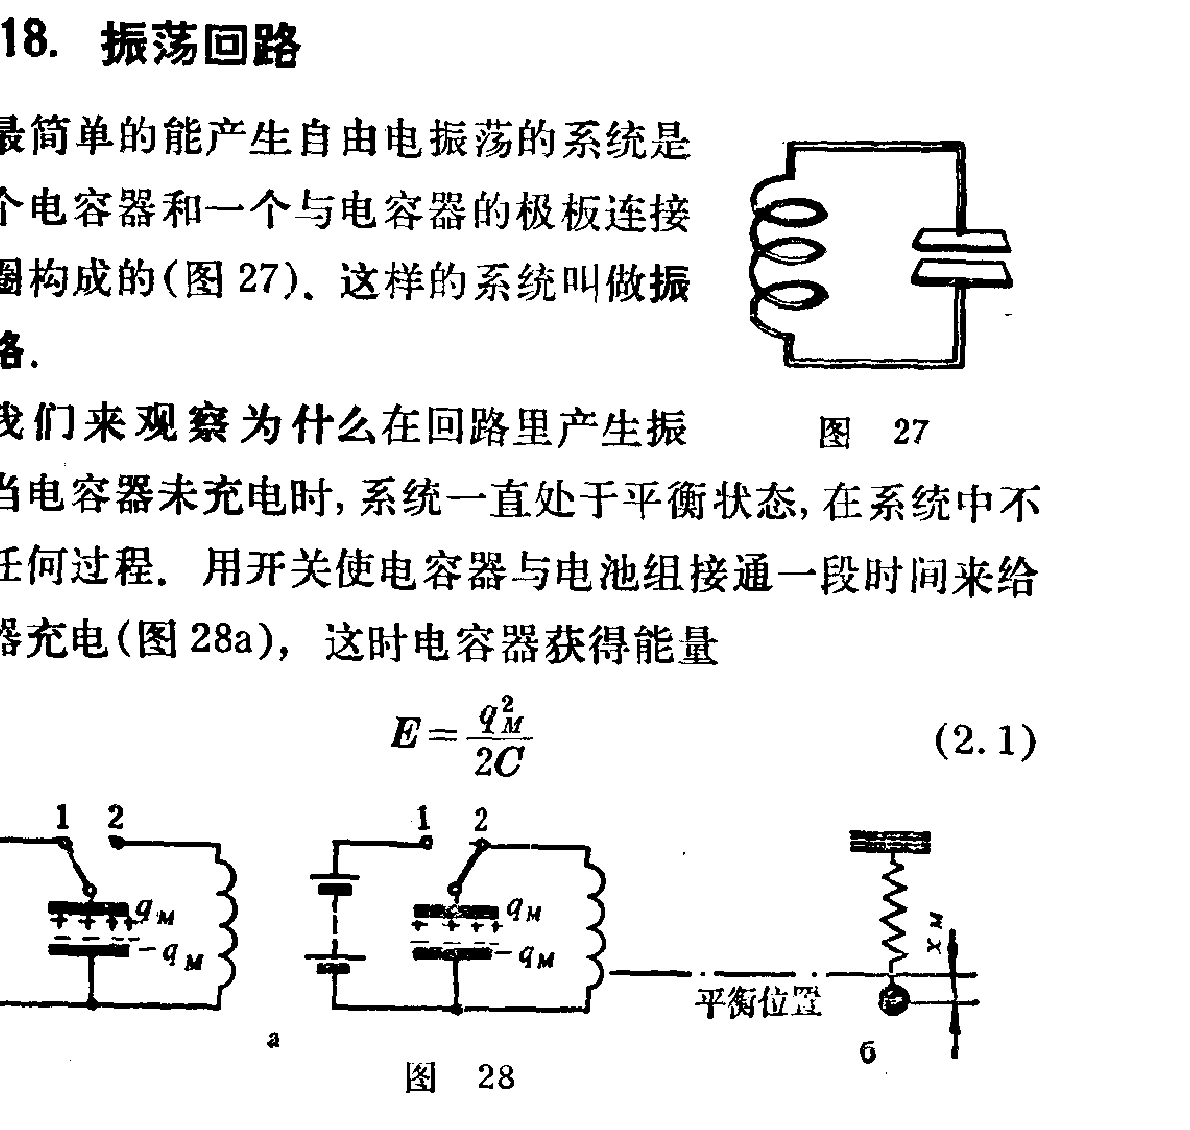 18. 振荡回路
最简单的能产生自由电振荡的系统是
个电容器和一个与电容器的极板连接
圈构成的(图 27). 这样的系统叫做振
路.
我们来观察为什么在回路里产生振
图 27
当电容器未充电时, 系统一直处于平衡状态, 在系统中不
任何过程. 用开关使电容器与电池组接通一段时间来给
器充电(图 28a), 这时电容器获得能量
E = q²_M / 2C (2.1)
1 2 1 2
q_M q_M x_M
-q_M -q_M
平衡位置
а б
图 28